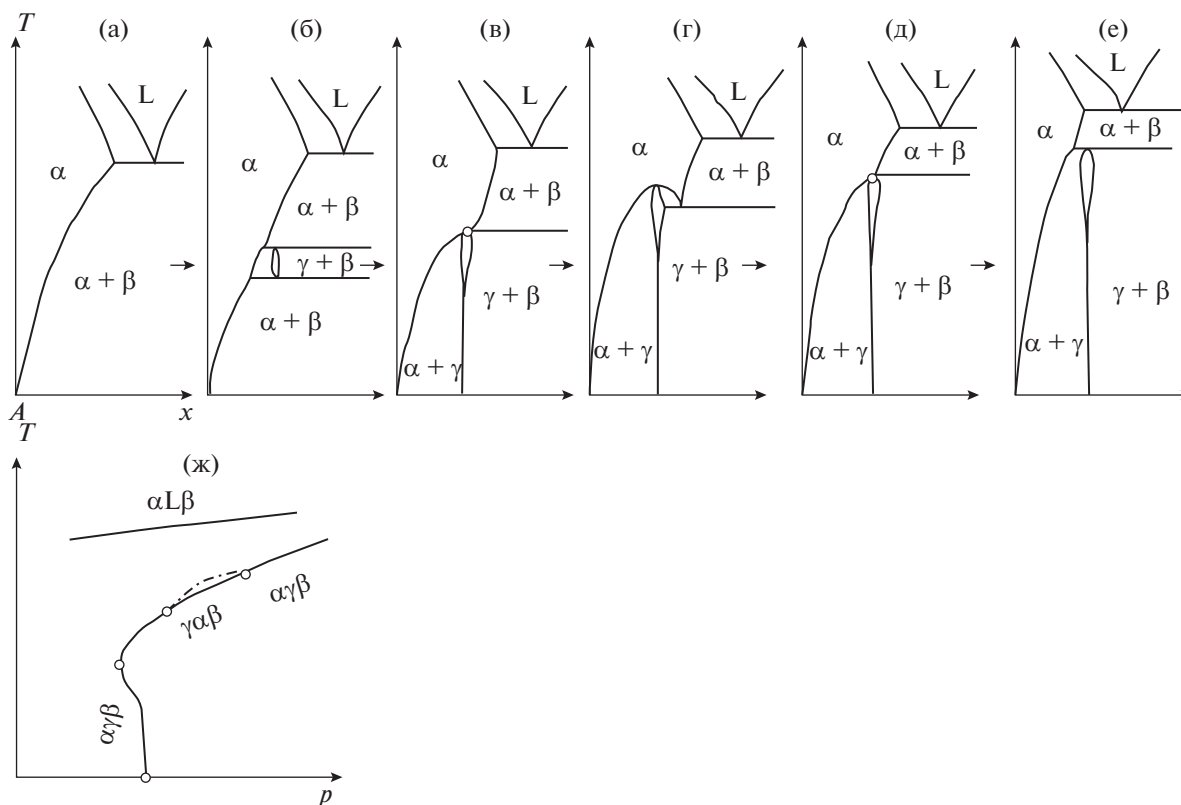 T (а) (б) (в) (г) (д) (е)
L L L L L L
α α α α α α
α + β α + β α + β α + β α + β α + β
γ + β γ + β γ + β γ + β γ + β
α + β
α + γ α + γ α + γ α + γ
A x
T
(ж)
αLβ
αγβ
γαβ
αγβ
p